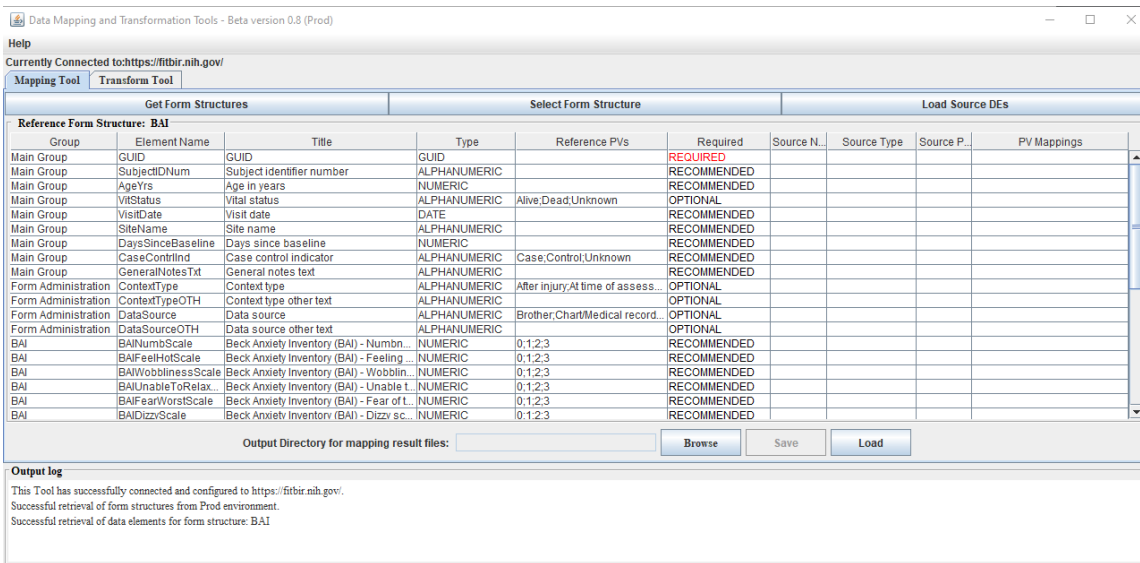 Data Mapping and Transformation Tools - Beta version 0.8 (Prod)
Help
Currently Connected to:https://fitbir.nih.gov/
Mapping Tool Transform Tool
Get Form Structures Select Form Structure Load Source DEs
Reference Form Structure: BAI
Group Element Name Title Type Reference PVs Required Source N... Source Type Source P... PV Mappings
Main Group GUID GUID GUID REQUIRED
Main Group SubjectIDNum Subject identifier number ALPHANUMERIC RECOMMENDED
Main Group AgeYrs Age in years NUMERIC RECOMMENDED
Main Group VitStatus Vital status ALPHANUMERIC Alive;Dead;Unknown OPTIONAL
Main Group VisitDate Visit date DATE RECOMMENDED
Main Group SiteName Site name ALPHANUMERIC RECOMMENDED
Main Group DaysSinceBaseline Days since baseline NUMERIC RECOMMENDED
Main Group CaseContrlInd Case control indicator ALPHANUMERIC Case;Control;Unknown RECOMMENDED
Main Group GeneralNotesTxt General notes text ALPHANUMERIC RECOMMENDED
Form Administration ContextType Context type ALPHANUMERIC After injury;At time of assess... OPTIONAL
Form Administration ContextTypeOTH Context type other text ALPHANUMERIC OPTIONAL
Form Administration DataSource Data source ALPHANUMERIC Brother;Chart/Medical record... OPTIONAL
Form Administration DataSourceOTH Data source other text ALPHANUMERIC OPTIONAL
BAI BAINumbScale Beck Anxiety Inventory (BAI) - Numbn... NUMERIC 0;1;2;3 RECOMMENDED
BAI BAIFeelHotScale Beck Anxiety Inventory (BAI) - Feeling ... NUMERIC 0;1;2;3 RECOMMENDED
BAI BAIWobblinessScale Beck Anxiety Inventory (BAI) - Wobblin... NUMERIC 0;1;2;3 RECOMMENDED
BAI BAIUnableToRelax... Beck Anxiety Inventory (BAI) - Unable t... NUMERIC 0;1;2;3 RECOMMENDED
BAI BAIFearWorstScale Beck Anxiety Inventory (BAI) - Fear of t... NUMERIC 0;1;2;3 RECOMMENDED
BAI BAIDizzyScale Beck Anxiety Inventory (BAI) - Dizzy sc... NUMERIC 0;1;2;3 RECOMMENDED
Output Directory for mapping result files: Browse Save Load
Output log
This Tool has successfully connected and configured to https://fitbir.nih.gov/.
Successful retrieval of form structures from Prod environment.
Successful retrieval of data elements for form structure: BAI